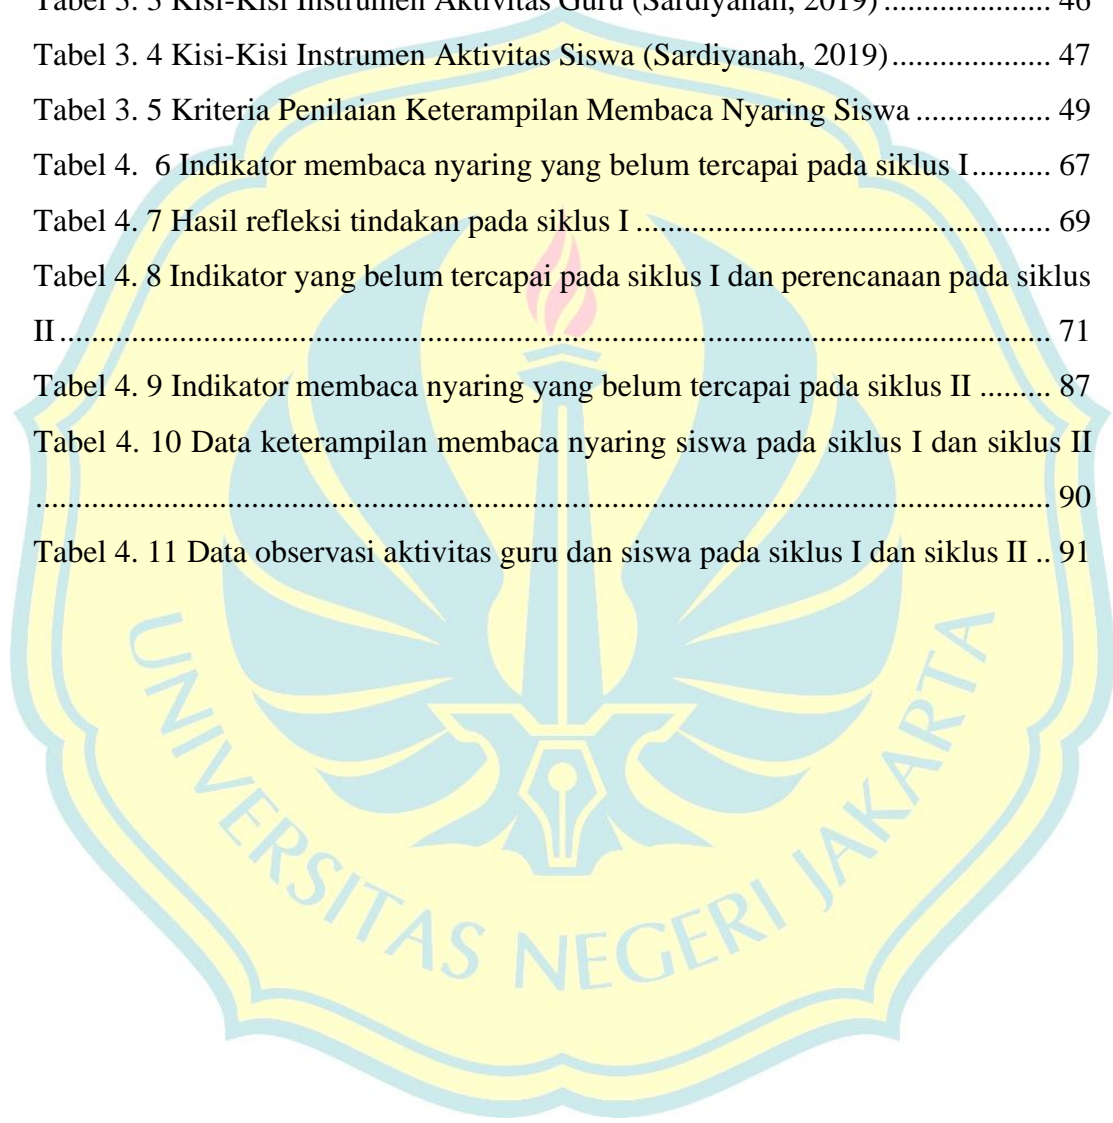 Tabel 3. 3 Kisi-Kisi Instrumen Aktivitas Guru (Sardiyanah, 2019) ..................... 46
Tabel 3. 4 Kisi-Kisi Instrumen Aktivitas Siswa (Sardiyanah, 2019) .................... 47
Tabel 3. 5 Kriteria Penilaian Keterampilan Membaca Nyaring Siswa ................. 49
Tabel 4.  6 Indikator membaca nyaring yang belum tercapai pada siklus I .......... 67
Tabel 4. 7 Hasil refleksi tindakan pada siklus I .................................................... 69
Tabel 4. 8 Indikator yang belum tercapai pada siklus I dan perencanaan pada siklus
II ........................................................................................................................... 71
Tabel 4. 9 Indikator membaca nyaring yang belum tercapai pada siklus II ......... 87
Tabel 4. 10 Data keterampilan membaca nyaring siswa pada siklus I dan siklus II
.............................................................................................................................. 90
Tabel 4. 11 Data observasi aktivitas guru dan siswa pada siklus I dan siklus II .. 91
UNIVERSITAS NEGERI JAKARTA